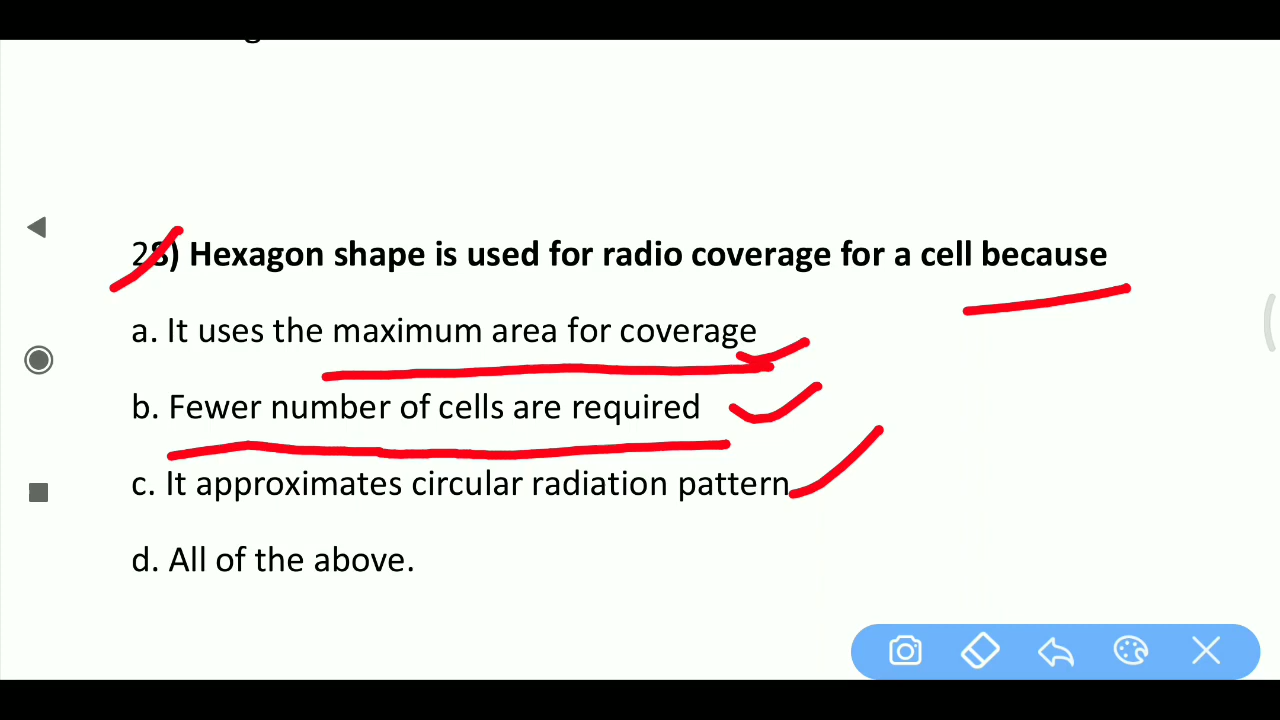 28) Hexagon shape is used for radio coverage for a cell because
a. It uses the maximum area for coverage
b. Fewer number of cells are required
c. It approximates circular radiation pattern
d. All of the above.